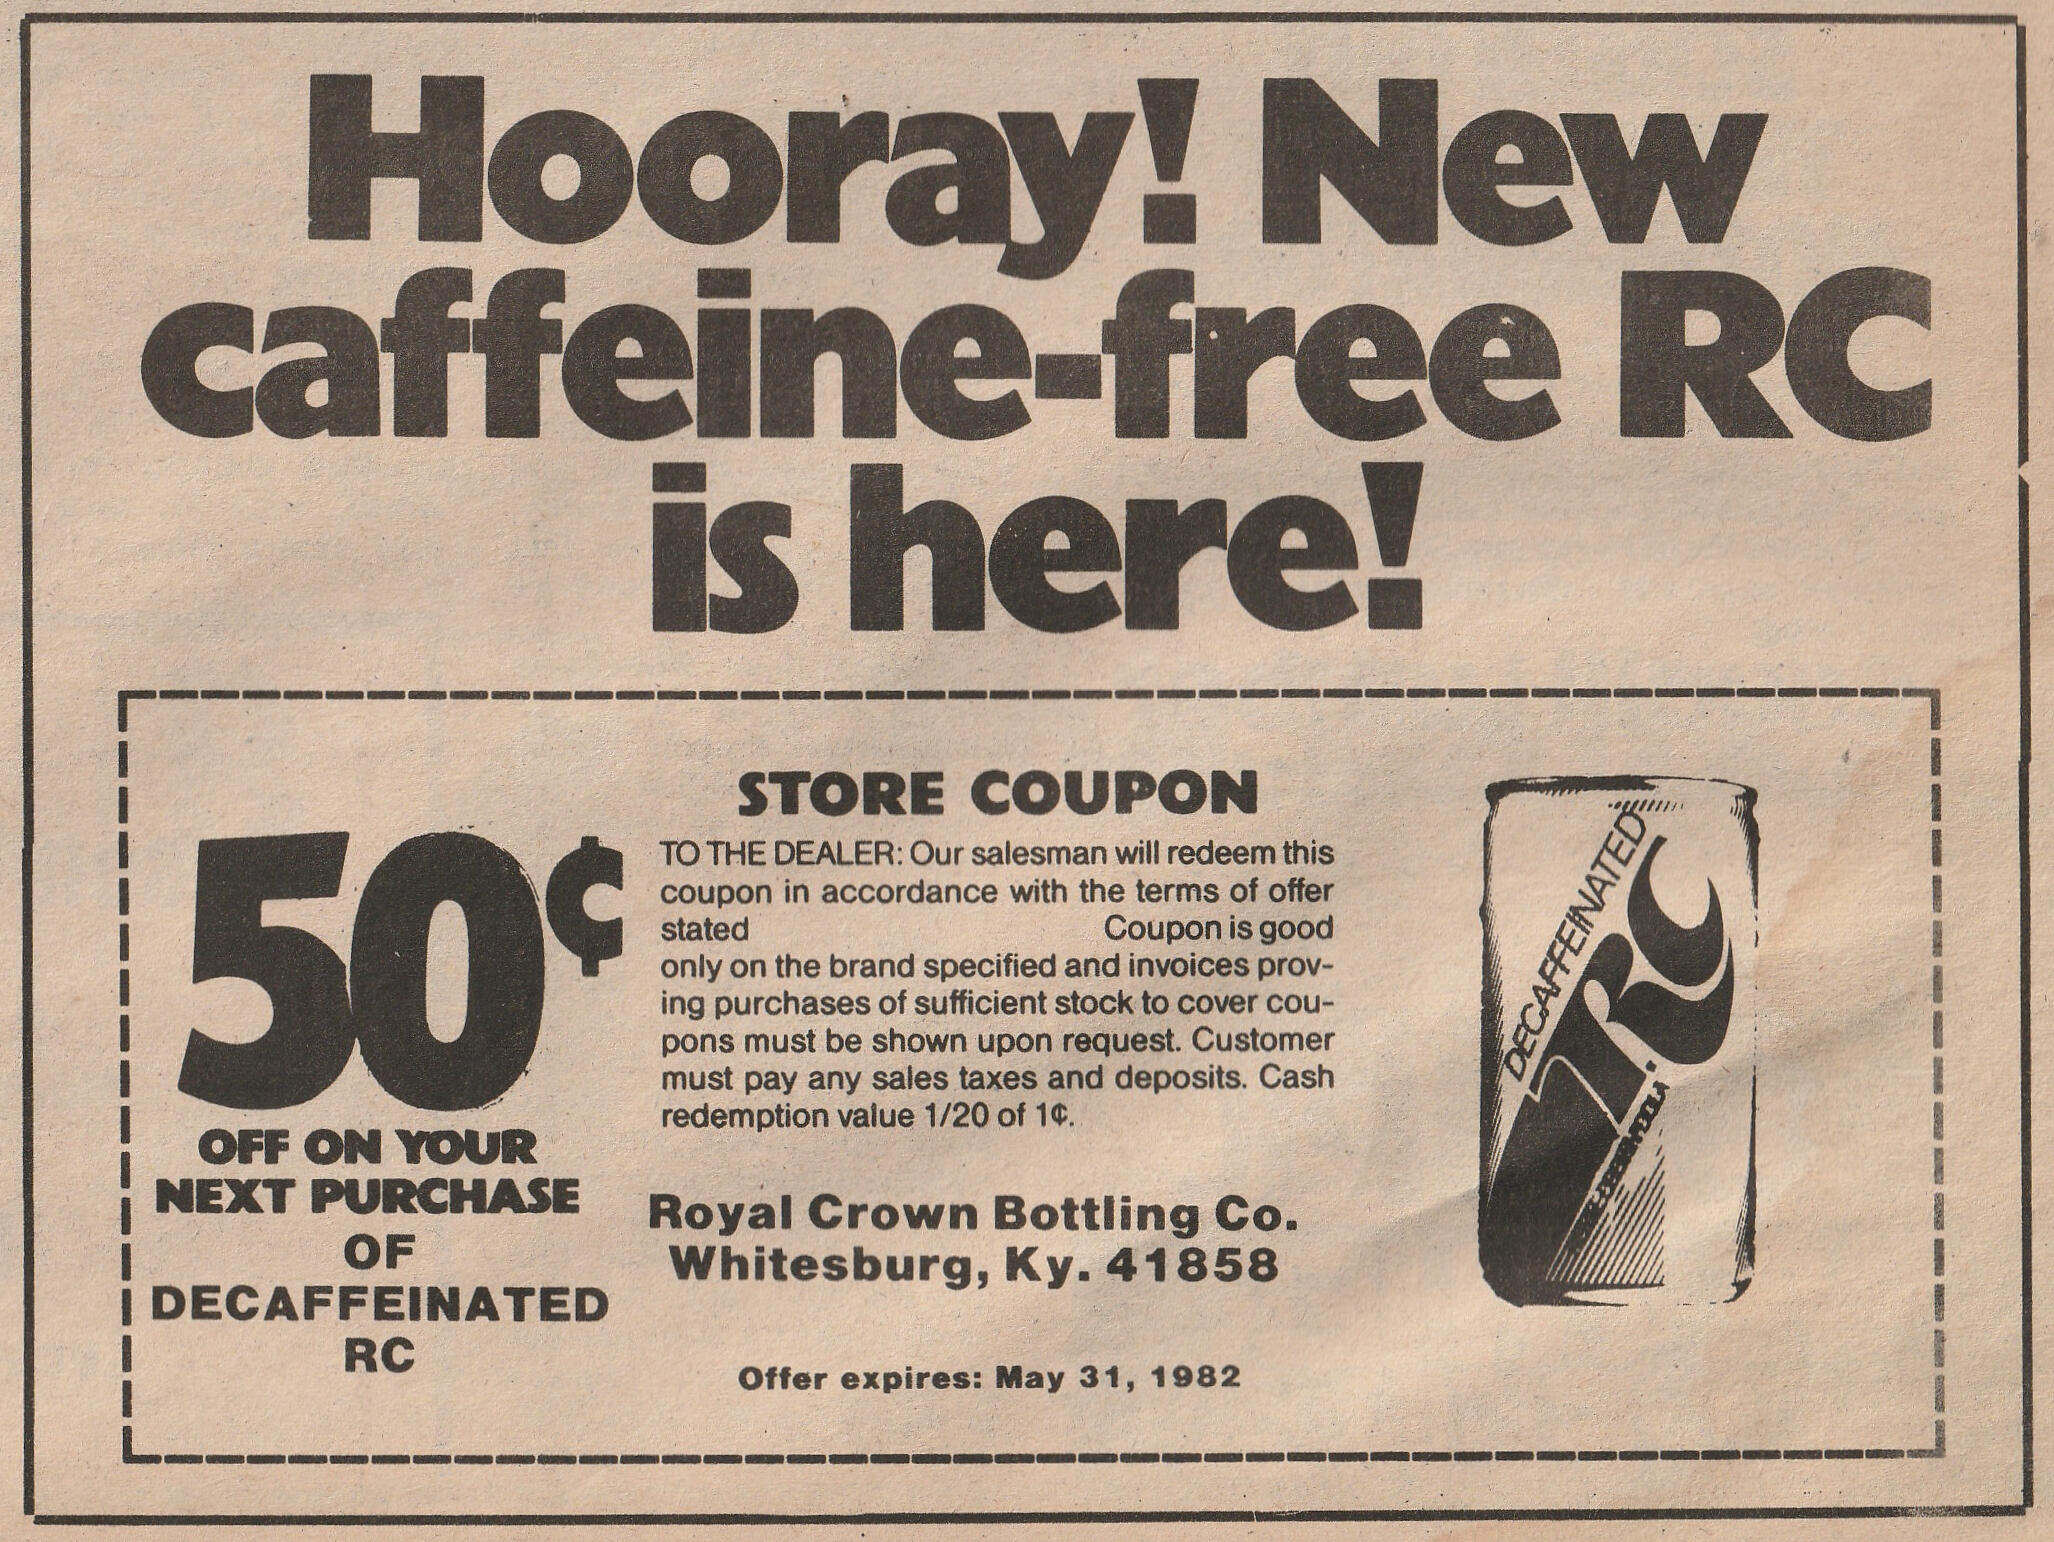 Hooray! New
caffeine-free RC
is here!
50¢
OFF ON YOUR
NEXT PURCHASE
OF
DECAFFEINATED
RC
STORE COUPON
TO THE DEALER: Our salesman will redeem this
coupon in accordance with the terms of offer
stated Coupon is good
only on the brand specified and invoices prov-
ing purchases of sufficient stock to cover cou-
pons must be shown upon request. Customer
must pay any sales taxes and deposits. Cash
redemption value 1/20 of 1¢.
Royal Crown Bottling Co.
Whitesburg, Ky. 41858
Offer expires: May 31, 1982
DECAFFEINATED
RC